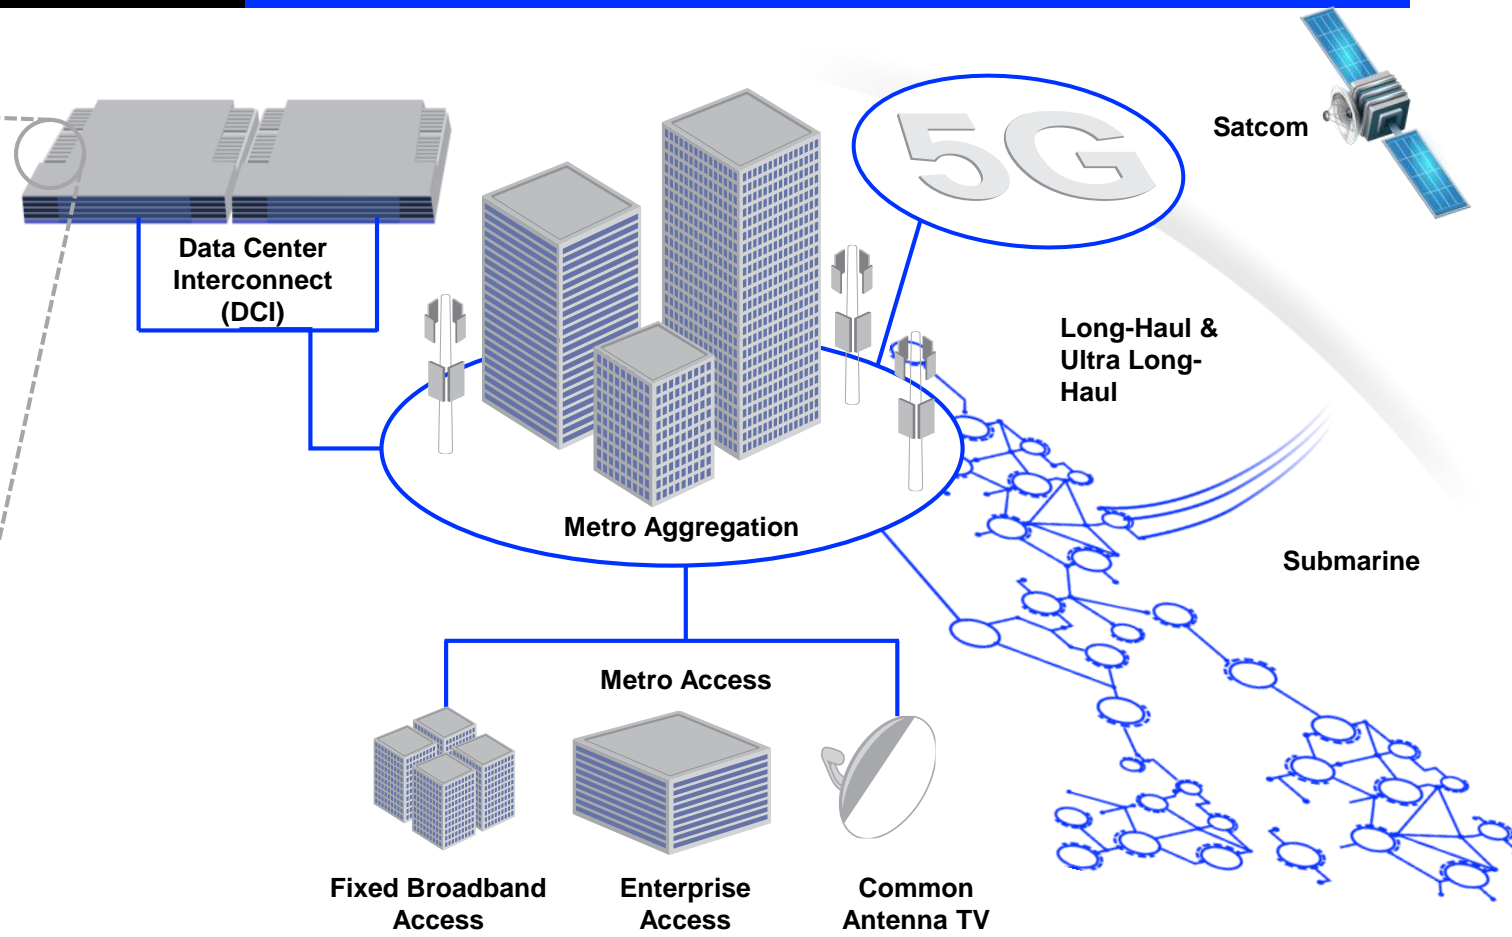 5G
Satcom
Data Center
Interconnect
(DCI)
Long-Haul &
Ultra Long-
Haul
Metro Aggregation
Submarine
Metro Access
Fixed Broadband
Access
Enterprise
Access
Common
Antenna TV